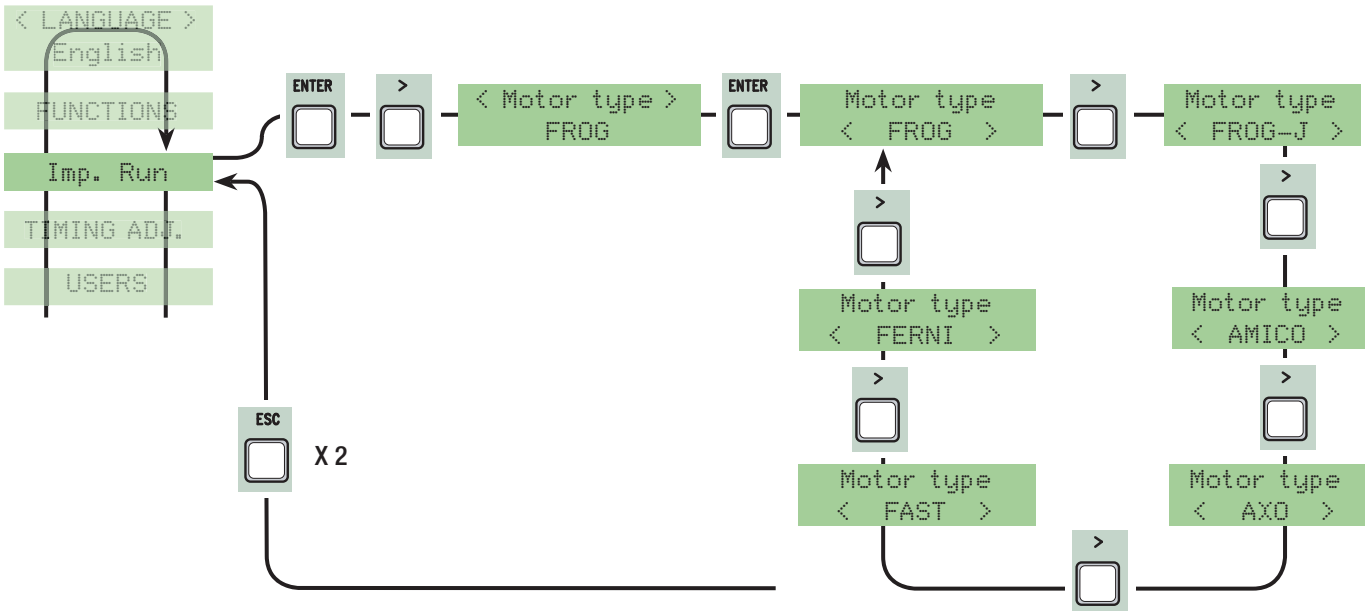 < LANGUAGE >
English
FUNCTIONS
Imp. Run
TIMING ADJ.
USERS
ENTER
>
< Motor type >
FROG
ENTER
Motor type
< FROG >
>
Motor type
< FROG-J >
>
>
Motor type
< FERNI >
Motor type
< AMICO >
>
>
ESC
X 2
Motor type
< FAST >
Motor type
< AXO >
>